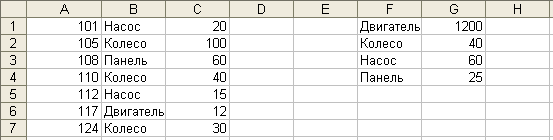 A B C D E F G H
1 101 Насос 20 Двигатель 1200
2 105 Колесо 100 Колесо 40
3 108 Панель 60 Насос 60
4 110 Колесо 40 Панель 25
5 112 Насос 15
6 117 Двигатель 12
7 124 Колесо 30